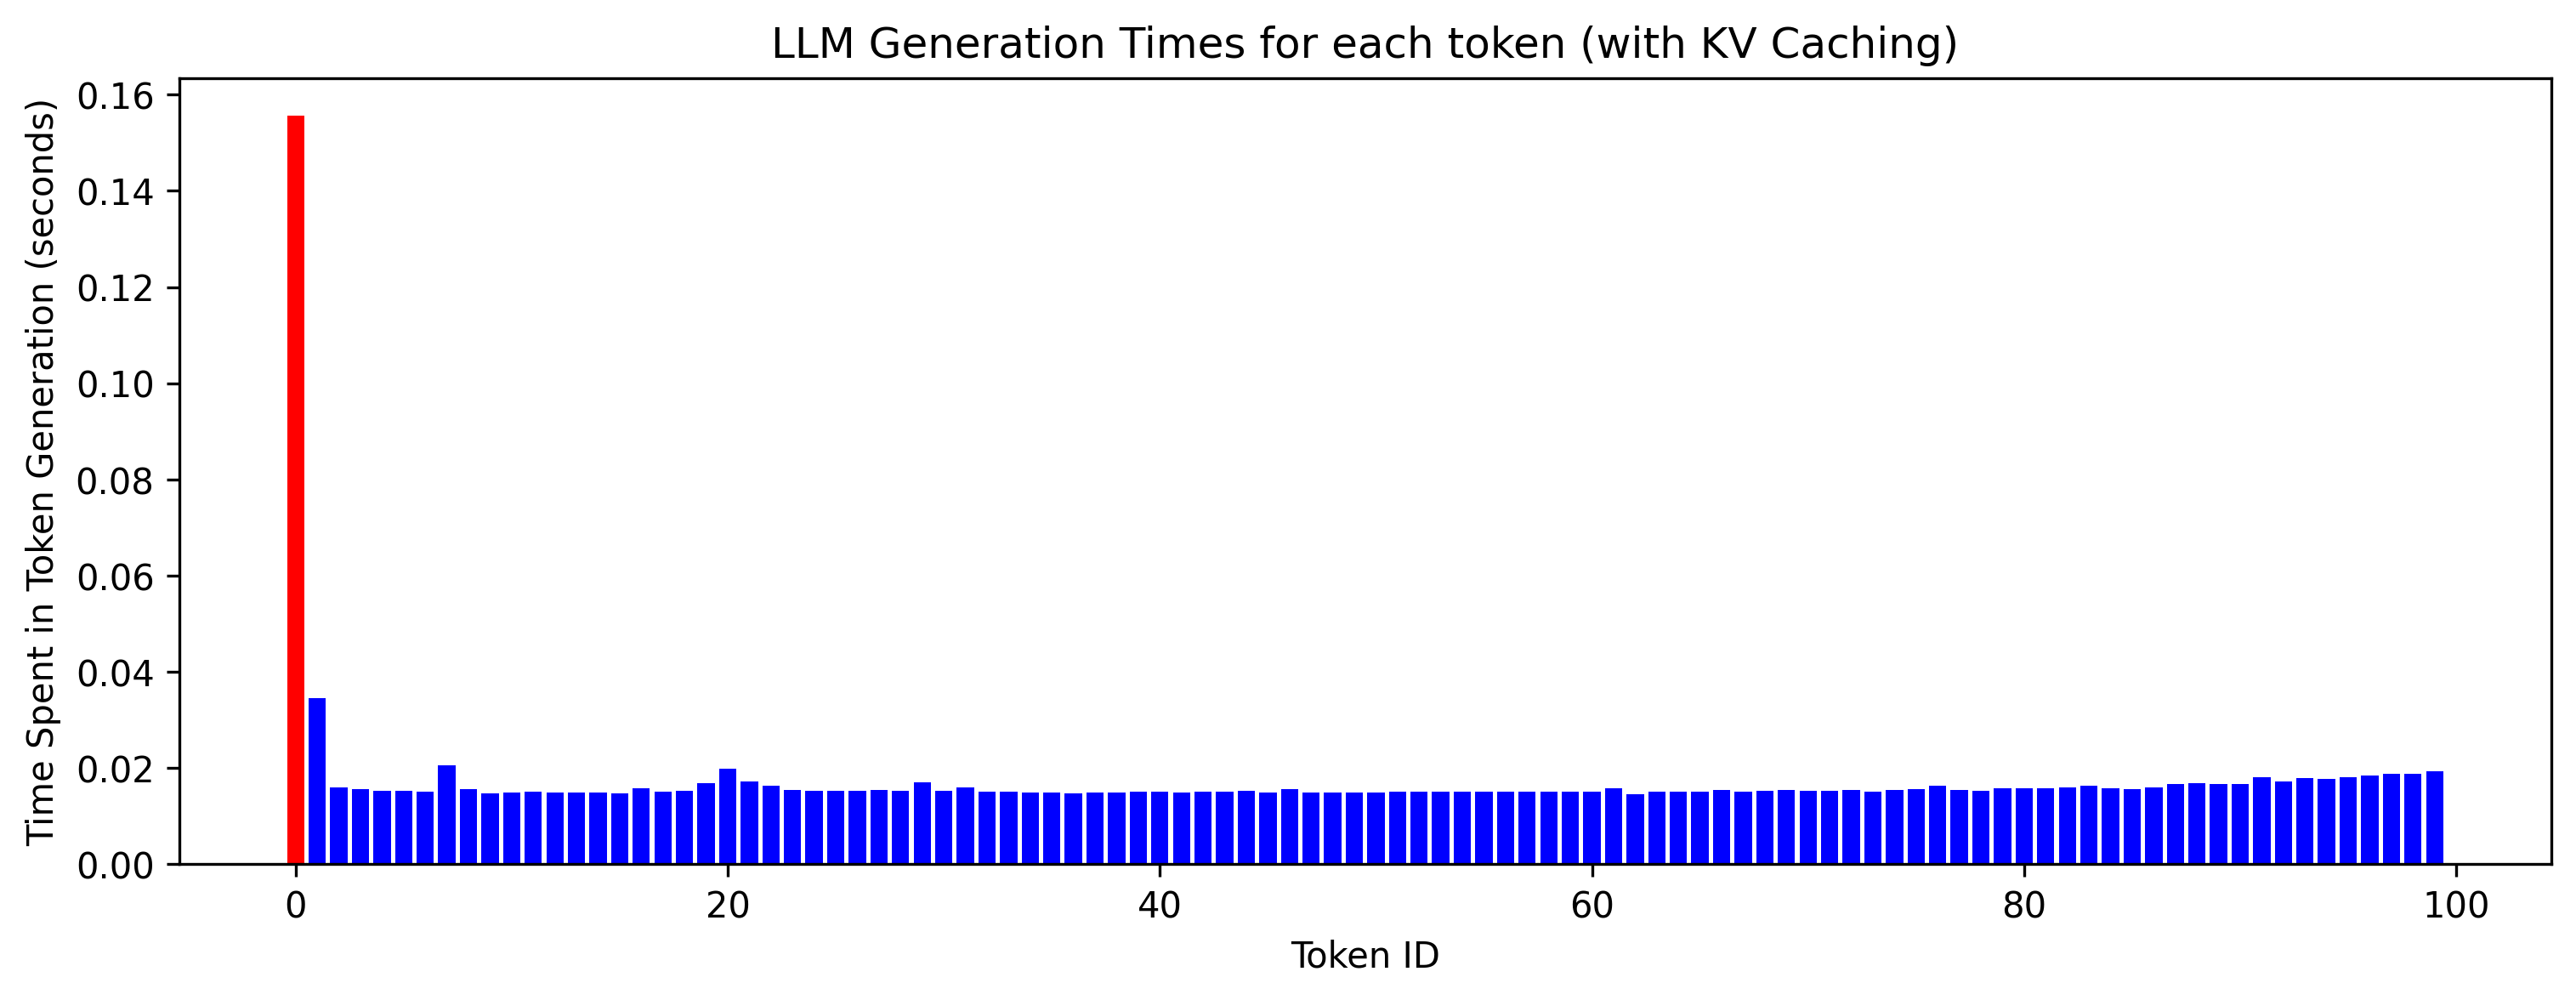 LLM Generation Times for each token (with KV Caching)
Time Spent in Token Generation (seconds)
0.16
0.14
0.12
0.10
0.08
0.06
0.04
0.02
0.00
0 20 40 60 80 100
Token ID